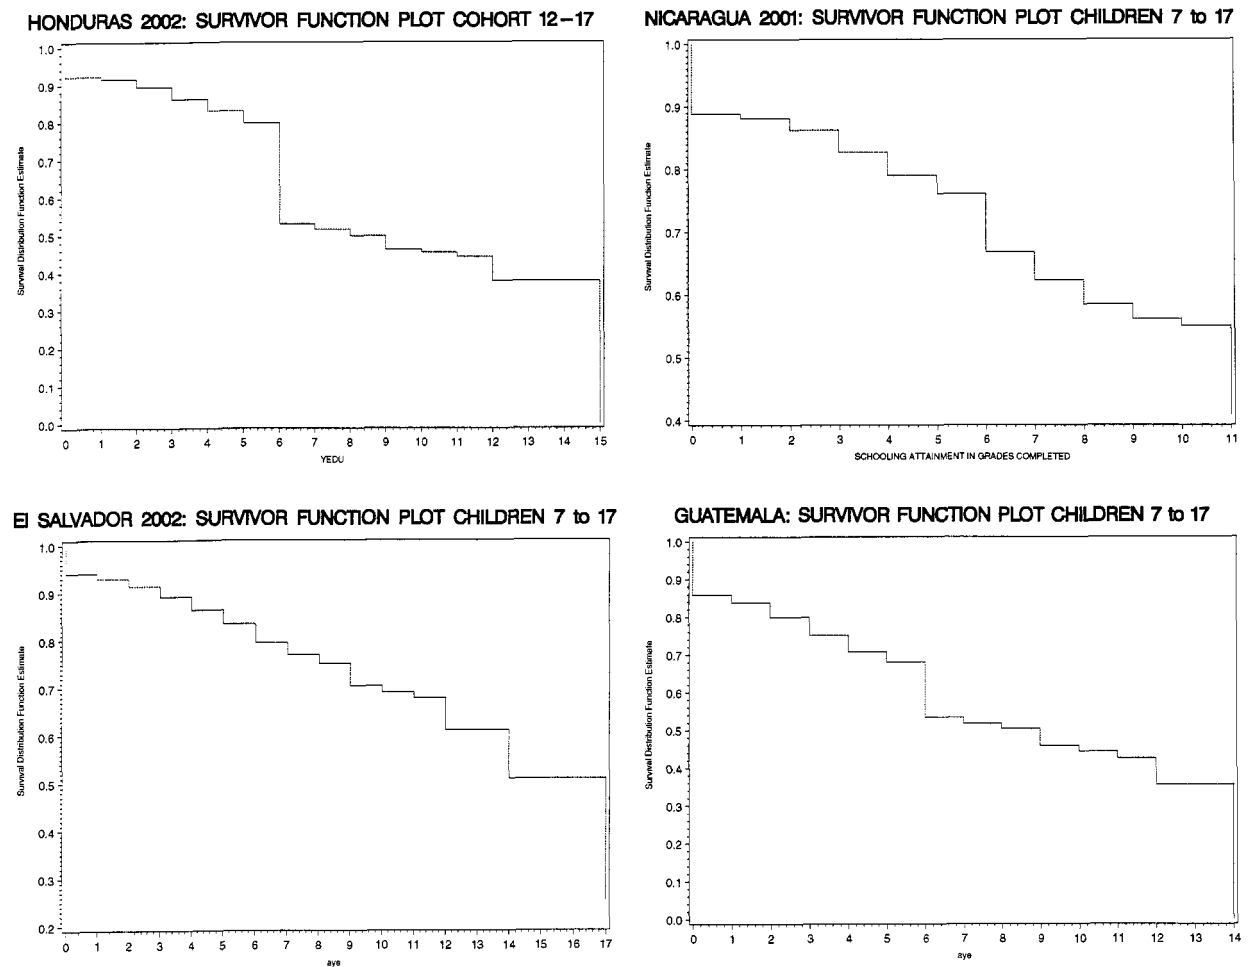 HONDURAS 2002: SURVIVOR FUNCTION PLOT COHORT 12-17
1.0
0.9
0.8
0.7
0.6
0.5
0.4
0.3
0.2
0.1
0.0
Survival Distribution Function Estimate
0 1 2 3 4 5 6 7 8 9 10 11 12 13 14 15
YEDU
NICARAGUA 2001: SURVIVOR FUNCTION PLOT CHILDREN 7 to 17
1.0
0.9
0.8
0.7
0.6
0.5
0.4
Survival Distribution Function Estimate
0 1 2 3 4 5 6 7 8 9 10 11
SCHOOLING ATTAINMENT IN GRADES COMPLETED
El SALVADOR 2002: SURVIVOR FUNCTION PLOT CHILDREN 7 to 17
1.0
0.9
0.8
0.7
0.6
0.5
0.4
0.3
0.2
Survival Distribution Function Estimate
0 1 2 3 4 5 6 7 8 9 10 11 12 13 14 15 16 17
aye
GUATEMALA: SURVIVOR FUNCTION PLOT CHILDREN 7 to 17
1.0
0.9
0.8
0.7
0.6
0.5
0.4
0.3
0.2
0.1
0.0
Survival Distribution Function Estimate
0 1 2 3 4 5 6 7 8 9 10 11 12 13 14
aye